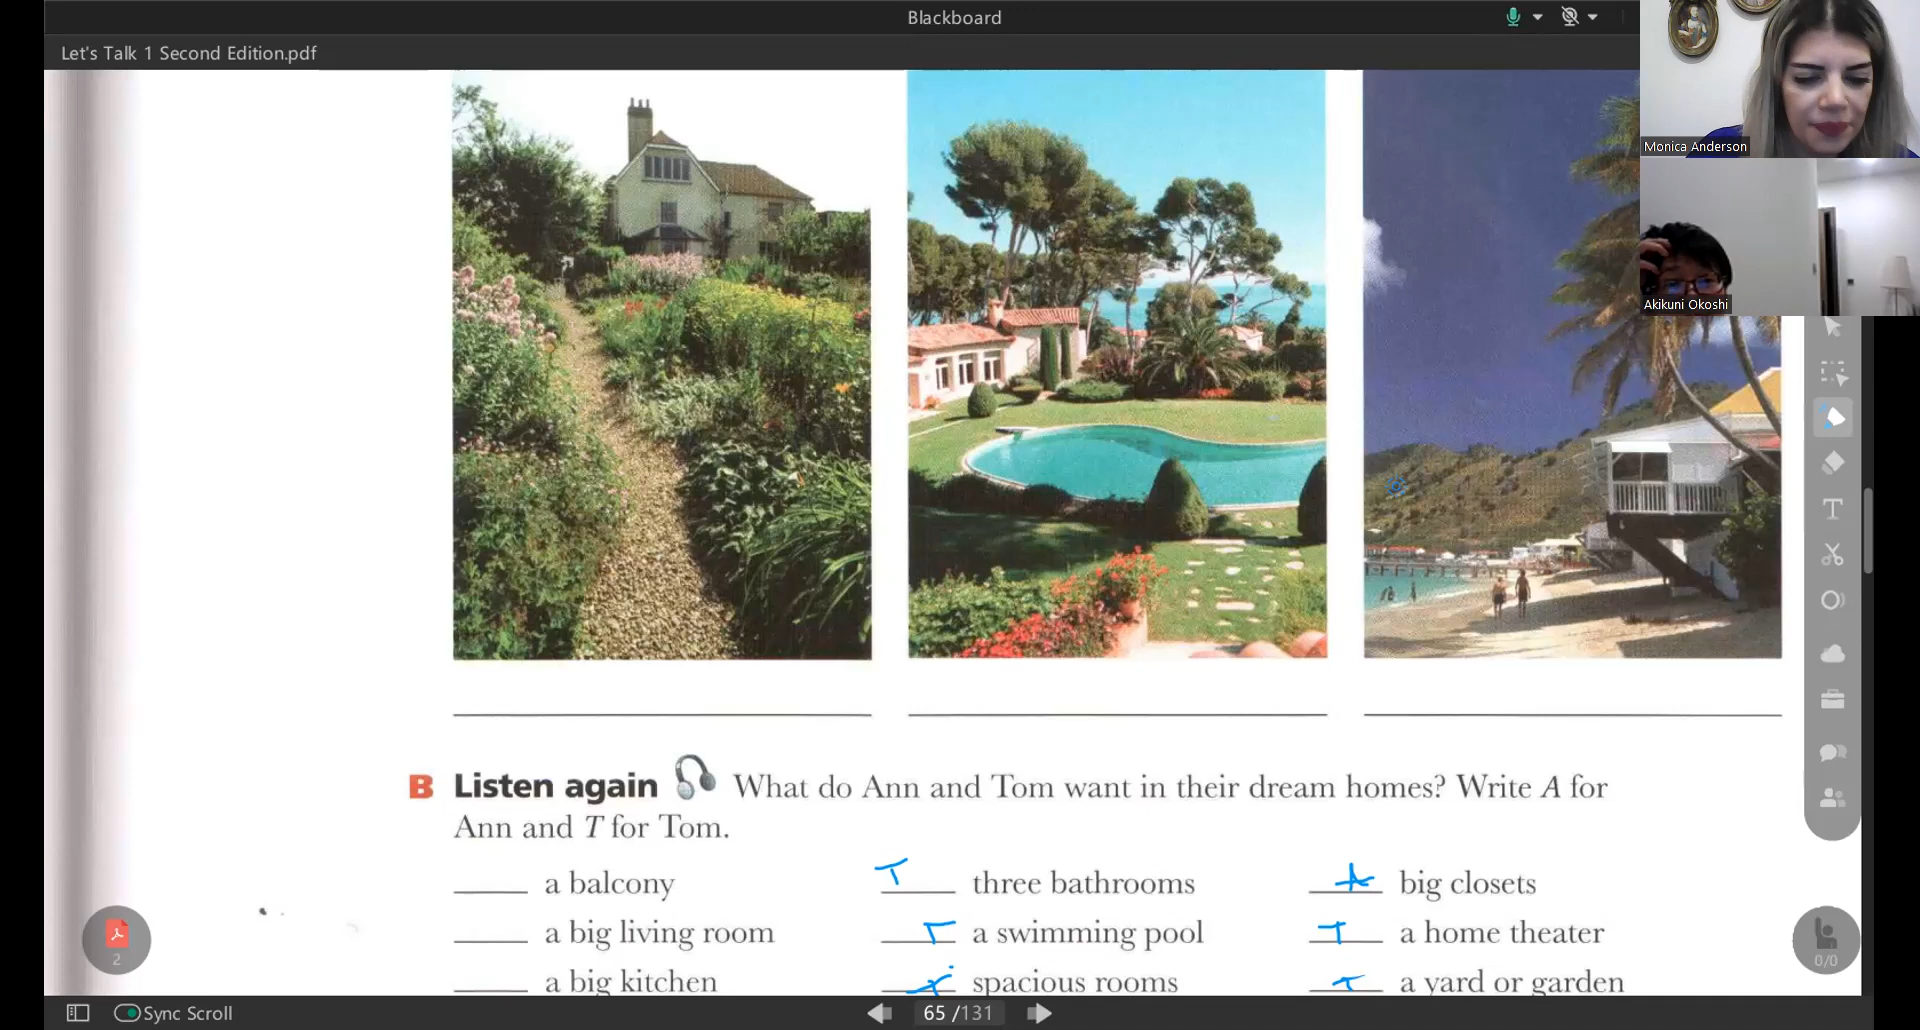 Blackboard
Let's Talk 1 Second Edition.pdf
Monica Anderson
Akikuni Okoshi
B Listen again What do Ann and Tom want in their dream homes? Write A for
Ann and T for Tom.
a balcony T three bathrooms A big closets
a big living room T a swimming pool T a home theater
a big kitchen spacious rooms T a yard or garden
2
0/0
Sync Scroll 65 /131